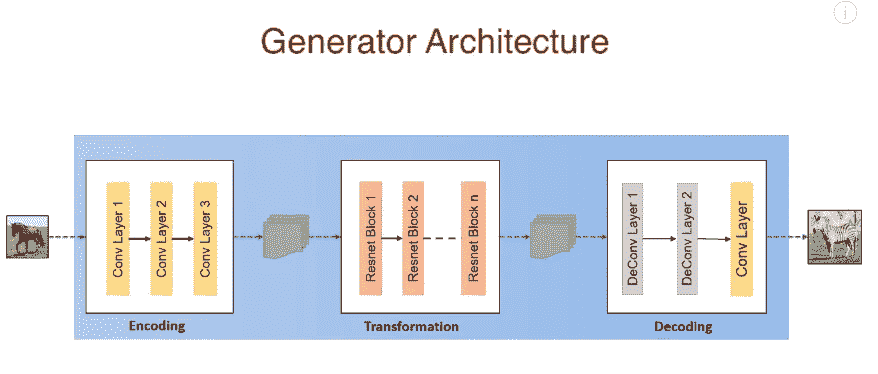 Generator Architecture
Conv Layer 1
Conv Layer 2
Conv Layer 3
Encoding
Resnet Block 1
Resnet Block 2
Resnet Block n
Transformation
DeConv Layer 1
DeConv Layer 2
Conv Layer
Decoding